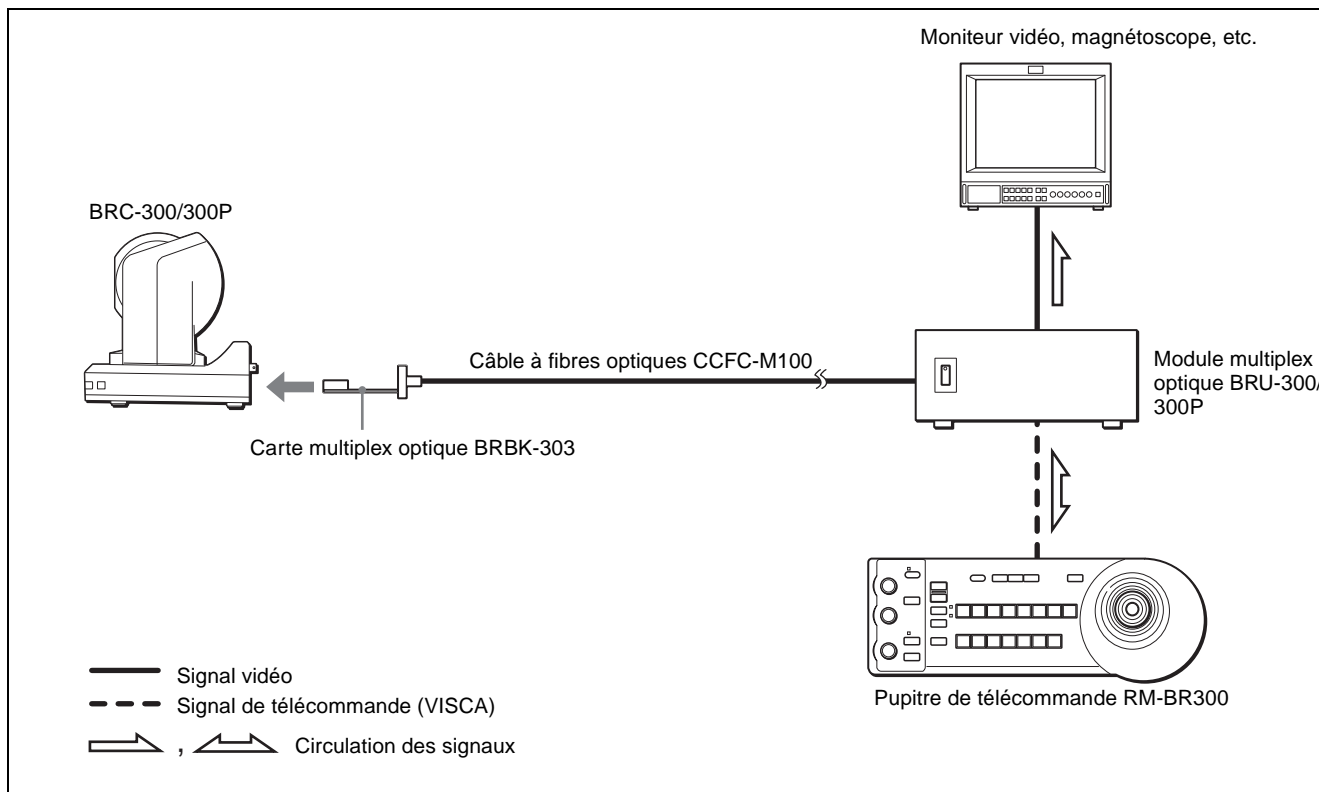 Moniteur vidéo, magnétoscope, etc.
BRC-300/300P
Câble à fibres optiques CCFC-M100
Module multiplex
optique BRU-300/
300P
Carte multiplex optique BRBK-303
Signal vidéo
Signal de télécommande (VISCA)
, Circulation des signaux
Pupitre de télécommande RM-BR300